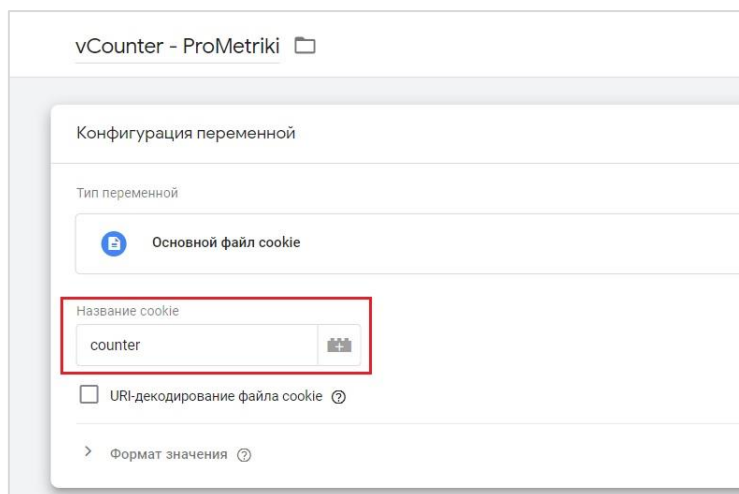 vCounter - ProMetriki
Конфигурация переменной
Тип переменной
Основной файл cookie
Название cookie
counter
URI-декодирование файла cookie
Формат значения